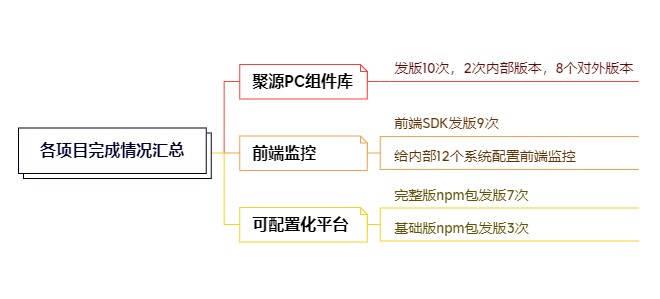 各项目完成情况汇总
聚源PC组件库
发版10次，2次内部版本，8个对外版本
前端监控
前端SDK发版9次
给内部12个系统配置前端监控
可配置化平台
完整版npm包发版7次
基础版npm包发版3次